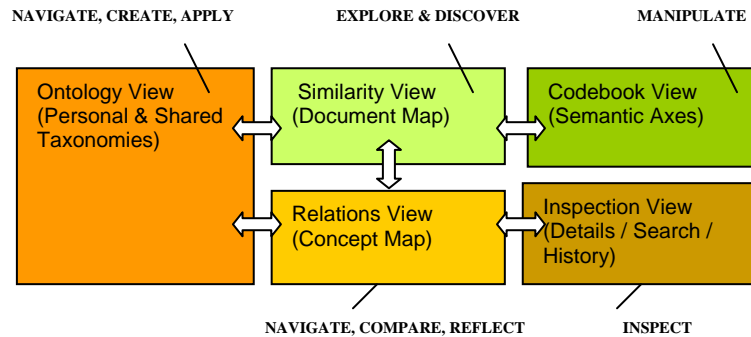 NAVIGATE, CREATE, APPLY
EXPLORE & DISCOVER
MANIPULATE
Ontology View
(Personal & Shared
Taxonomies)
Similarity View
(Document Map)
Codebook View
(Semantic Axes)
Relations View
(Concept Map)
Inspection View
(Details / Search /
History)
NAVIGATE, COMPARE, REFLECT
INSPECT